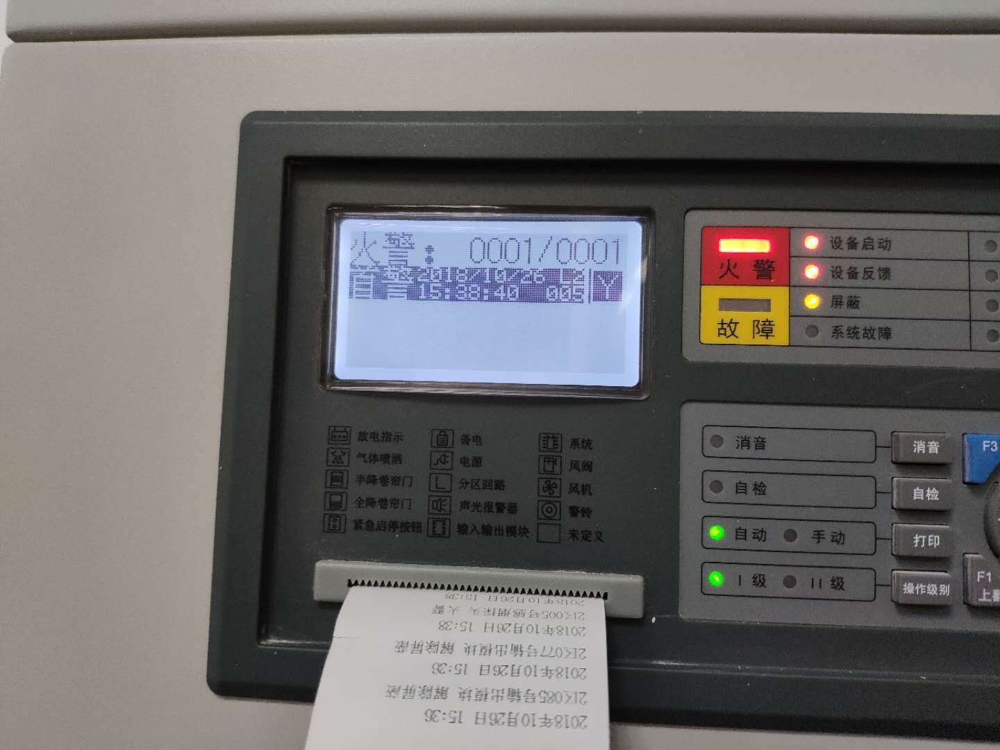 火警： 0001/0001
首警 2018/10/26 L2
15:38:40 005 Y
火警
故障
设备启动
设备反馈
屏蔽
系统故障
放电指示 备电 系统
气体喷洒 电源 风阀
半降卷帘门 分区回路 风机
全降卷帘门 声光报警器 警铃
紧急启停按钮 输入输出模块 未定义
消音 消音 F3
自检 自检
自动 手动 打印
I 级 II 级 操作级别
F1
上
2018年10月26日 15:36
2区085号输出模块 解除屏蔽
2018年10月26日 15:36
2区077号输出模块 解除屏蔽
2018年10月26日 15:38
2区005号感烟探头 火警
2018年10月26日 15:38